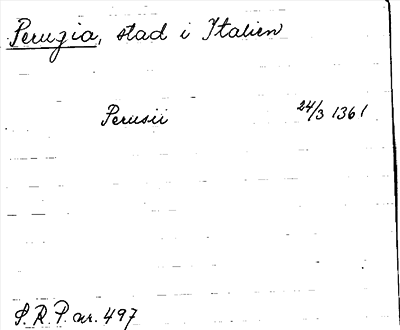 Perugia, stad i Italien
Perusii 24/3 1361
S.R.P. nr. 497